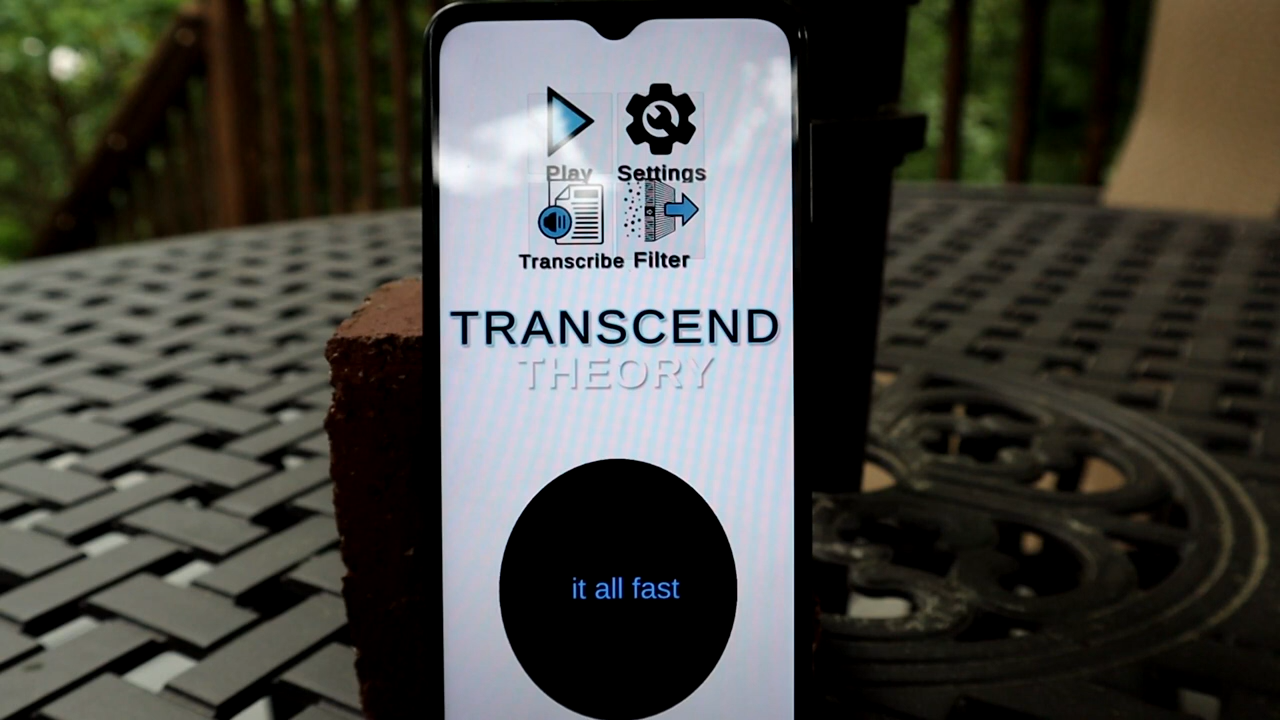 Play Settings
Transcribe Filter
TRANSCEND
THEORY
it all fast